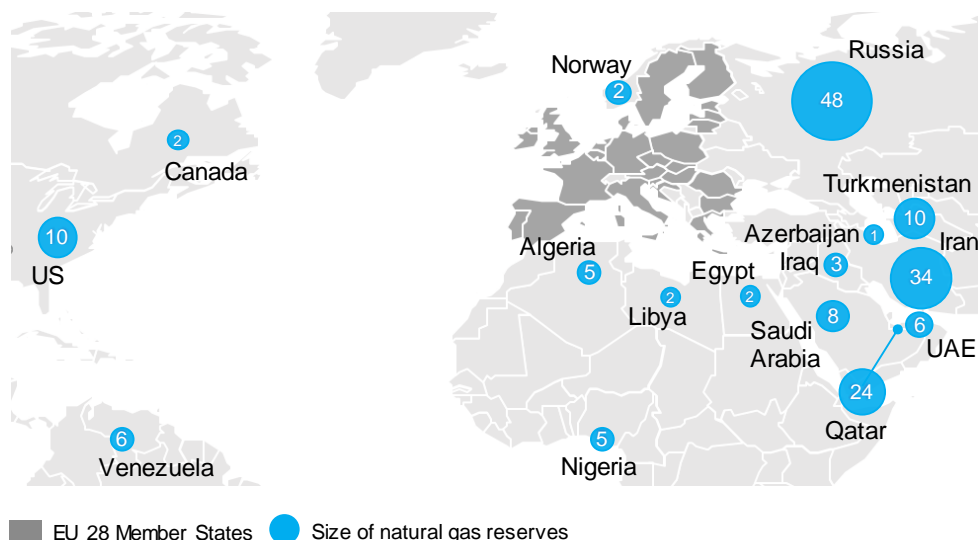 Russia
48
Norway
2
2
Canada
Turkmenistan
10
10
US
Azerbaijan
1
Iran
Algeria
5
Iraq
3
34
Egypt
2
2
Libya
8
Saudi
Arabia
6
UAE
24
Qatar
6
Venezuela
5
Nigeria
EU 28 Member States
Size of natural gas reserves